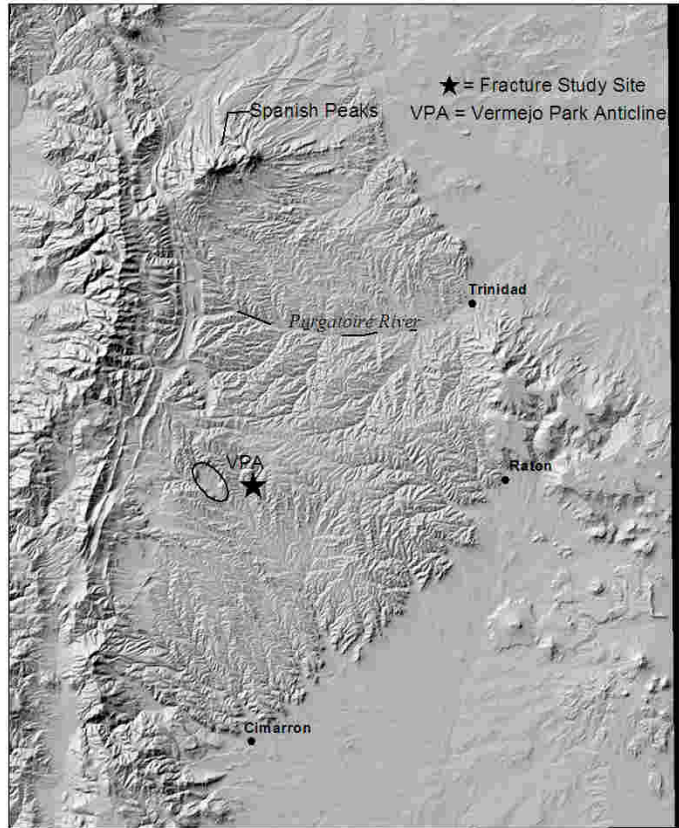 ★ = Fracture Study Site
VPA = Vermejo Park Anticline
Spanish Peaks
Trinidad
Purgatoire River
VPA
Raton
Cimarron